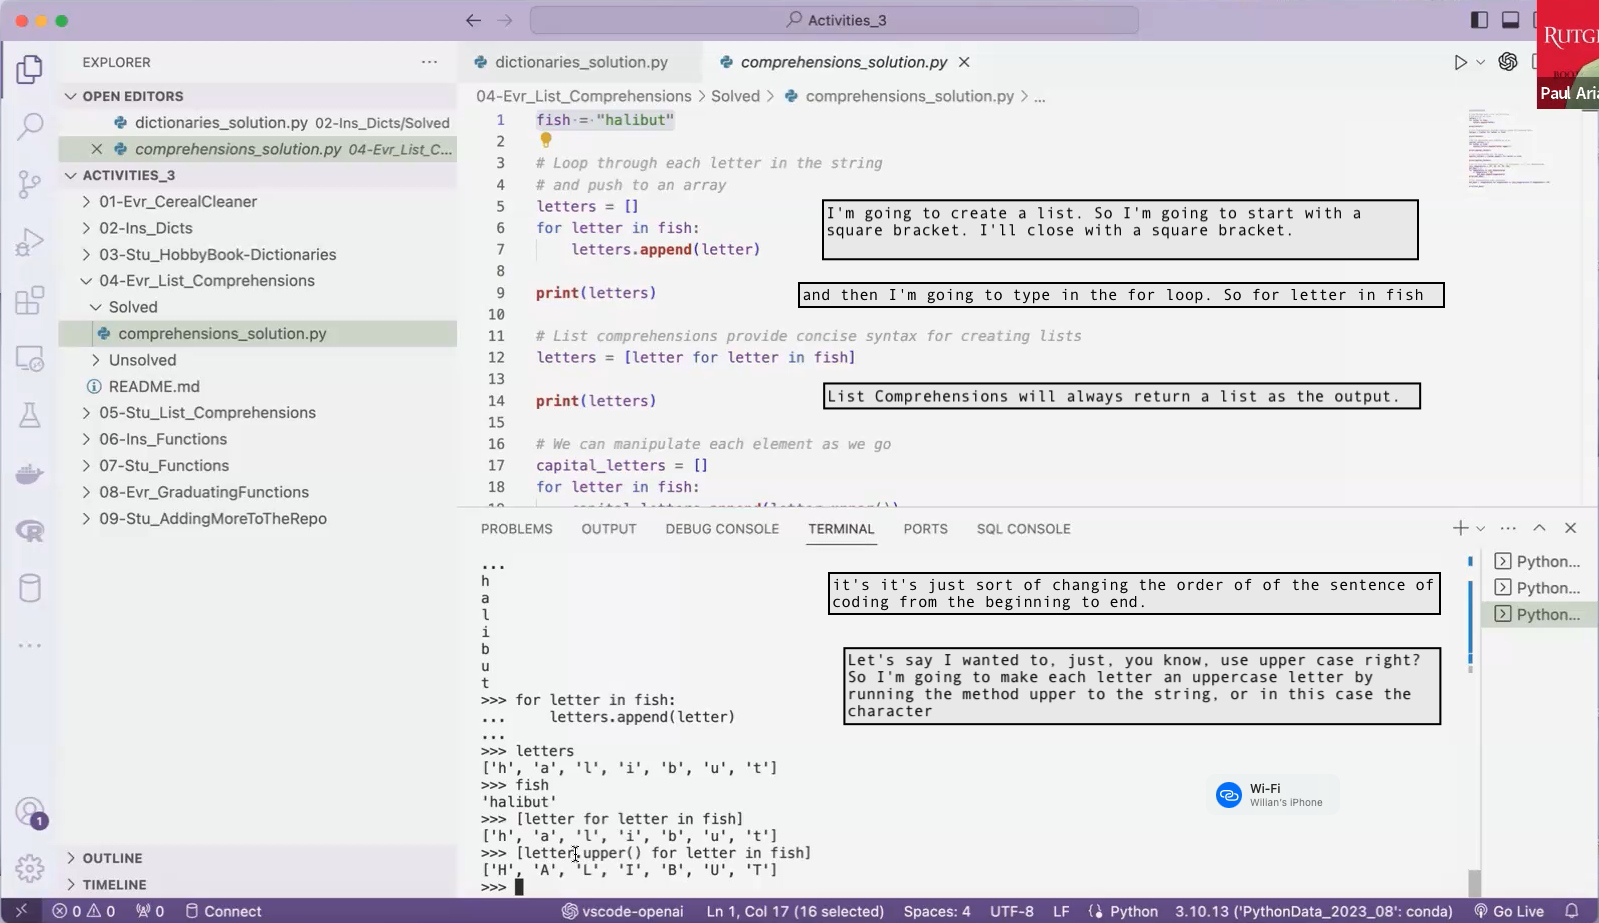 Activities_3
RUTG
Paul Aria
EXPLORER
OPEN EDITORS
dictionaries_solution.py 02-Ins_Dicts/Solved
comprehensions_solution.py 04-Evr_List_C...
ACTIVITIES_3
01-Evr_CerealCleaner
02-Ins_Dicts
03-Stu_HobbyBook-Dictionaries
04-Evr_List_Comprehensions
Solved
comprehensions_solution.py
Unsolved
README.md
05-Stu_List_Comprehensions
06-Ins_Functions
07-Stu_Functions
08-Evr_GraduatingFunctions
09-Stu_AddingMoreToTheRepo
OUTLINE
TIMELINE
dictionaries_solution.py
comprehensions_solution.py
04-Evr_List_Comprehensions > Solved > comprehensions_solution.py > ...
1 fish = "halibut"
2
3 # Loop through each letter in the string
4 # and push to an array
5 letters = []
6 for letter in fish:
7 letters.append(letter)
8
9 print(letters)
10
11 # List comprehensions provide concise syntax for creating lists
12 letters = [letter for letter in fish]
13
14 print(letters)
15
16 # We can manipulate each element as we go
17 capital_letters = []
18 for letter in fish:
I'm going to create a list. So I'm going to start with a
square bracket. I'll close with a square bracket.
and then I'm going to type in the for loop. So for letter in fish
List Comprehensions will always return a list as the output.
PROBLEMS OUTPUT DEBUG CONSOLE TERMINAL PORTS SQL CONSOLE
...
h
a
l
i
b
u
t
>>> for letter in fish:
... letters.append(letter)
...
>>> letters
['h', 'a', 'l', 'i', 'b', 'u', 't']
>>> fish
'halibut'
>>> [letter for letter in fish]
['h', 'a', 'l', 'i', 'b', 'u', 't']
>>> [letter.upper() for letter in fish]
['H', 'A', 'L', 'I', 'B', 'U', 'T']
>>>
it's it's just sort of changing the order of of the sentence of
coding from the beginning to end.
Let's say I wanted to, just, you know, use upper case right?
So I'm going to make each letter an uppercase letter by
running the method upper to the string, or in this case the
character
Wi-Fi
Wilian's iPhone
Python...
Python...
Python...
1
0 0 0 Connect
vscode-openai Ln 1, Col 17 (16 selected) Spaces: 4 UTF-8 LF Python 3.10.13 ('PythonData_2023_08': conda) Go Live